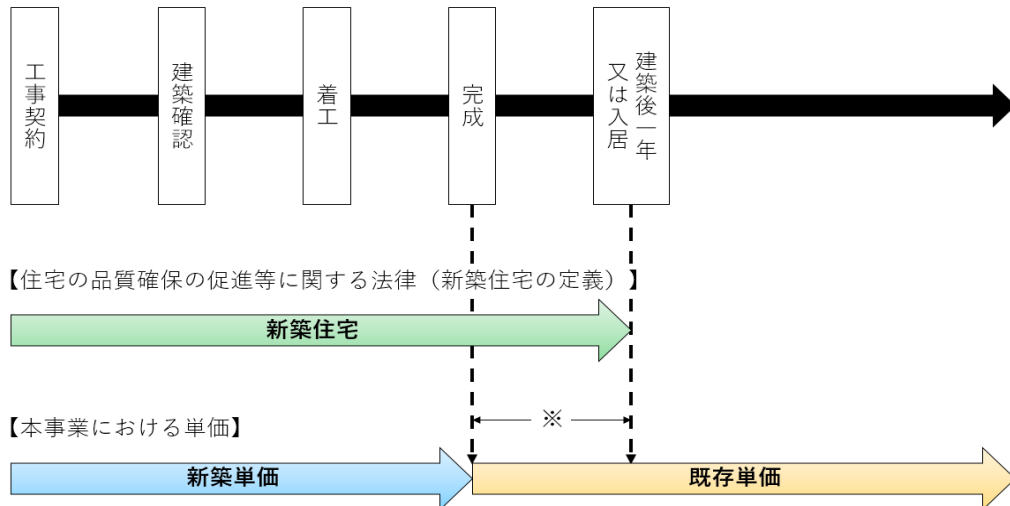 工事契約
建築確認
着工
完成
建築後一年
又は入居
【住宅の品質確保の促進等に関する法律（新築住宅の定義）】
新築住宅
※
【本事業における単価】
新築単価
既存単価